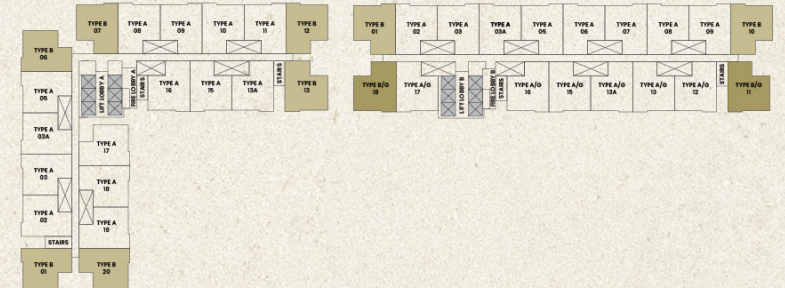 TYPE B
07
TYPE A
08
TYPE A
09
TYPE A
10
TYPE A
11
TYPE B
12
TYPE B
06
TYPE A
05
TYPE A
03A
TYPE A
03
TYPE A
02
STAIRS
TYPE B
01
TYPE B
20
LIFT LOBBY A
FIRE LOBBY A
STAIRS
TYPE A
16
TYPE A
15
TYPE A
13A
STAIRS
TYPE B
13
TYPE A
17
TYPE A
18
TYPE A
19
TYPE B
01
TYPE A
02
TYPE A
03
TYPE A
03A
TYPE A
05
TYPE A
06
TYPE A
07
TYPE A
08
TYPE A
09
TYPE B
10
TYPE B/G
18
TYPE A/G
17
LIFT LOBBY B
FIRE LOBBY B
STAIRS
TYPE A/G
16
TYPE A/G
15
TYPE A/G
13A
TYPE A/G
13
TYPE A/G
12
STAIRS
TYPE B/G
11